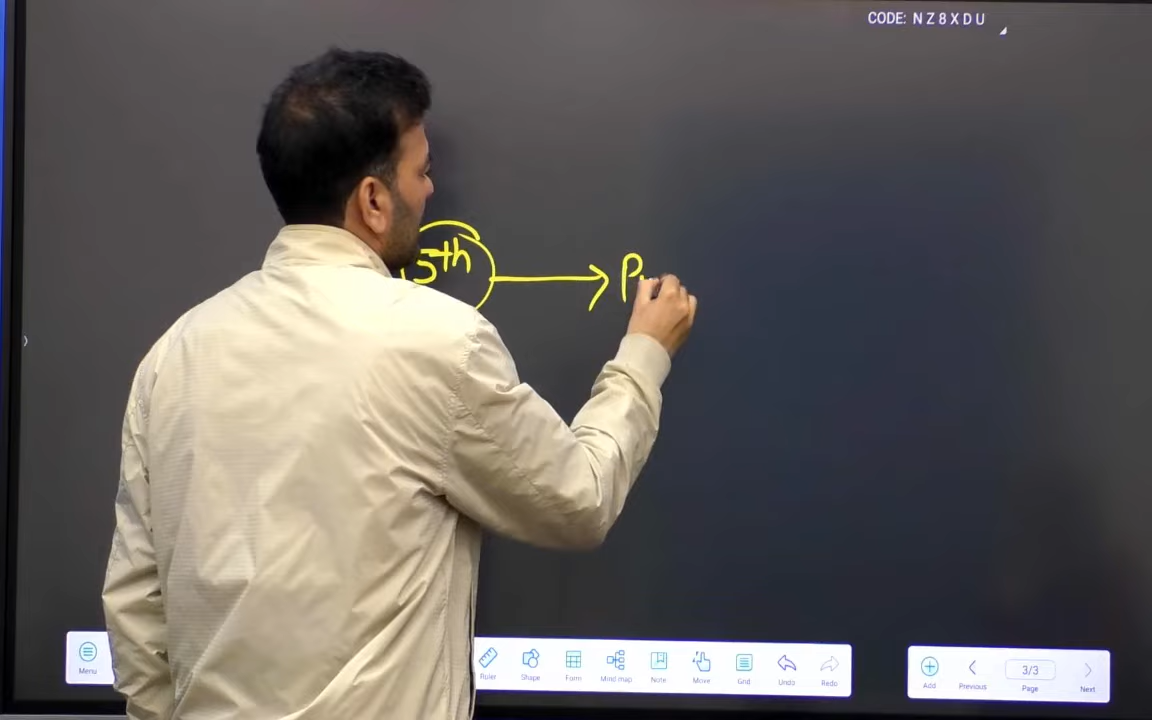 CODE: NZ8XDU
5th → P
Menu
Ruler
Shape
Form
Mind map
Note
Move
Grid
Undo
Redo
Add
Previous
3/3
Page
Next